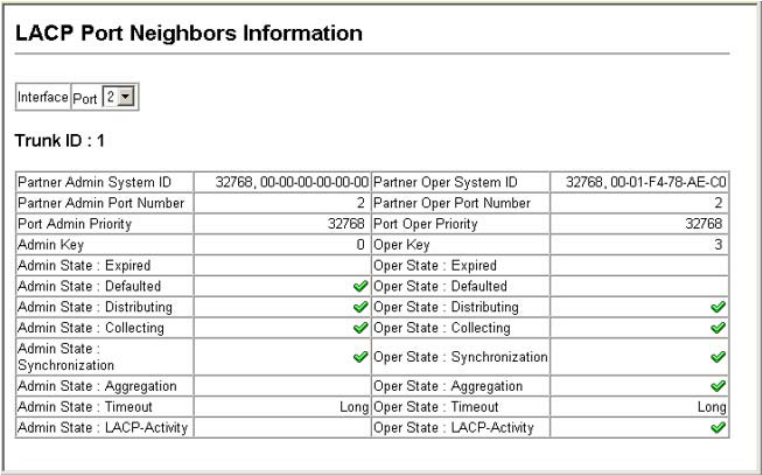 LACP Port Neighbors Information
Interface Port 2
Trunk ID : 1
Partner Admin System ID 32768, 00-00-00-00-00-00 Partner Oper System ID 32768, 00-01-F4-78-AE-C0
Partner Admin Port Number 2 Partner Oper Port Number 2
Port Admin Priority 32768 Port Oper Priority 32768
Admin Key 0 Oper Key 3
Admin State : Expired Oper State : Expired
Admin State : Defaulted Oper State : Defaulted
Admin State : Distributing Oper State : Distributing
Admin State : Collecting Oper State : Collecting
Admin State :
Synchronization Oper State : Synchronization
Admin State : Aggregation Oper State : Aggregation
Admin State : Timeout Long Oper State : Timeout Long
Admin State : LACP-Activity Oper State : LACP-Activity